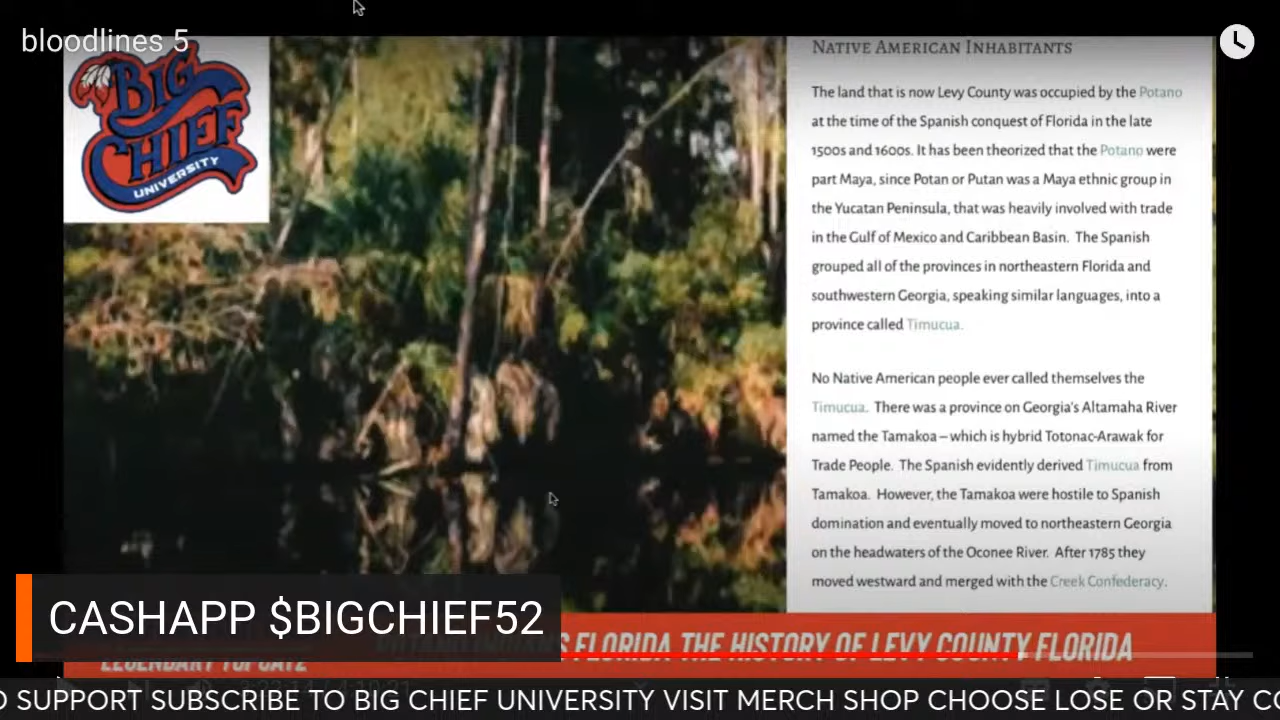 bloodlines 5
BIG
CHIEF
UNIVERSITY
NATIVE AMERICAN INHABITANTS
The land that is now Levy County was occupied by the Potano
at the time of the Spanish conquest of Florida in the late
1500s and 1600s. It has been theorized that the Potano were
part Maya, since Potan or Putan was a Maya ethnic group in
the Yucatan Peninsula, that was heavily involved with trade
in the Gulf of Mexico and Caribbean Basin. The Spanish
grouped all of the provinces in northeastern Florida and
southwestern Georgia, speaking similar languages, into a
province called Timucua.
No Native American people ever called themselves the
Timucua. There was a province on Georgia's Altamaha River
named the Tamakoa – which is hybrid Totonac-Arawak for
Trade People. The Spanish evidently derived Timucua from
Tamakoa. However, the Tamakoa were hostile to Spanish
domination and eventually moved to northeastern Georgia
on the headwaters of the Oconee River. After 1785 they
moved westward and merged with the Creek Confederacy.
CASHAPP $BIGCHIEF52
FLORIDA THE HISTORY OF LEVY COUNTY FLORIDA
LEGENDARY TOPCATZ
SUPPORT SUBSCRIBE TO BIG CHIEF UNIVERSITY VISIT MERCH SHOP CHOOSE LOSE OR STAY